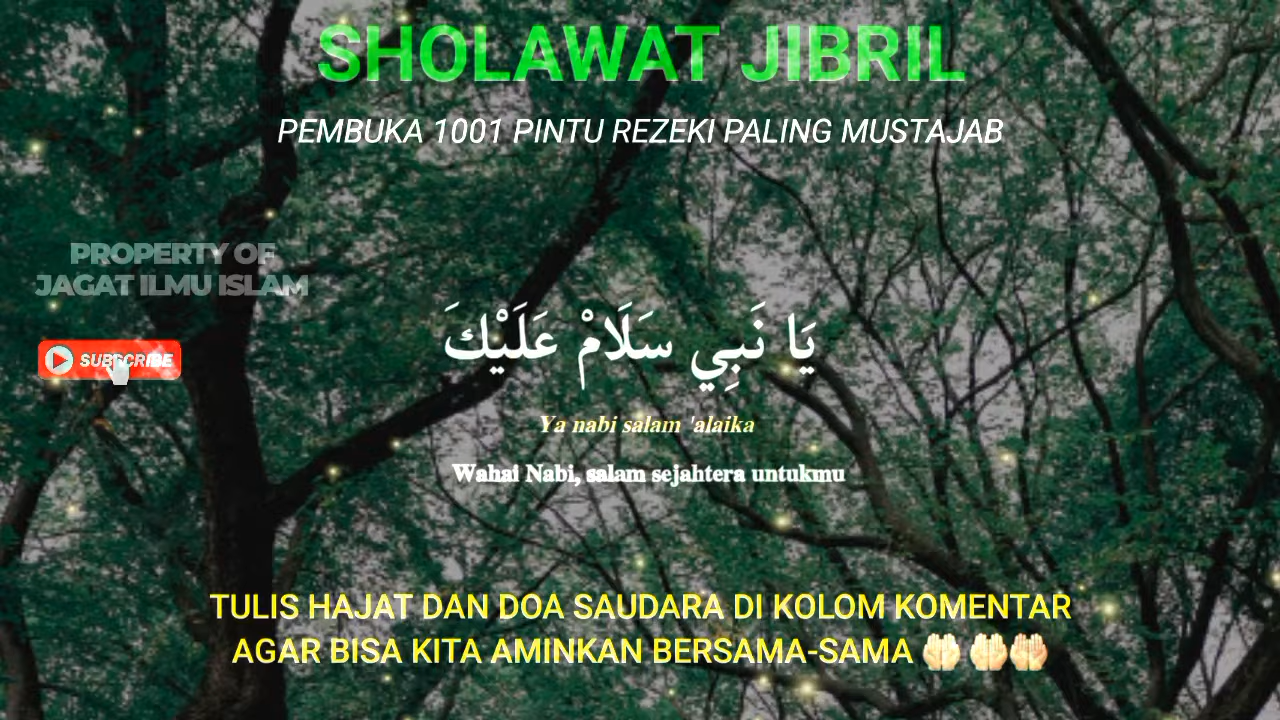 SHOLAWAT JIBRIL
PEMBUKA 1001 PINTU REZEKI PALING MUSTAJAB
PROPERTY OF
JAGAT ILMU ISLAM
SUBSCRIBE
يَا نَبِي سَلَامْ عَلَيْكَ
Ya nabi salam 'alaika
Wahai Nabi, salam sejahtera untukmu
TULIS HAJAT DAN DOA SAUDARA DI KOLOM KOMENTAR
AGAR BISA KITA AMINKAN BERSAMA-SAMA 🤲🏻 🤲🏻🤲🏻